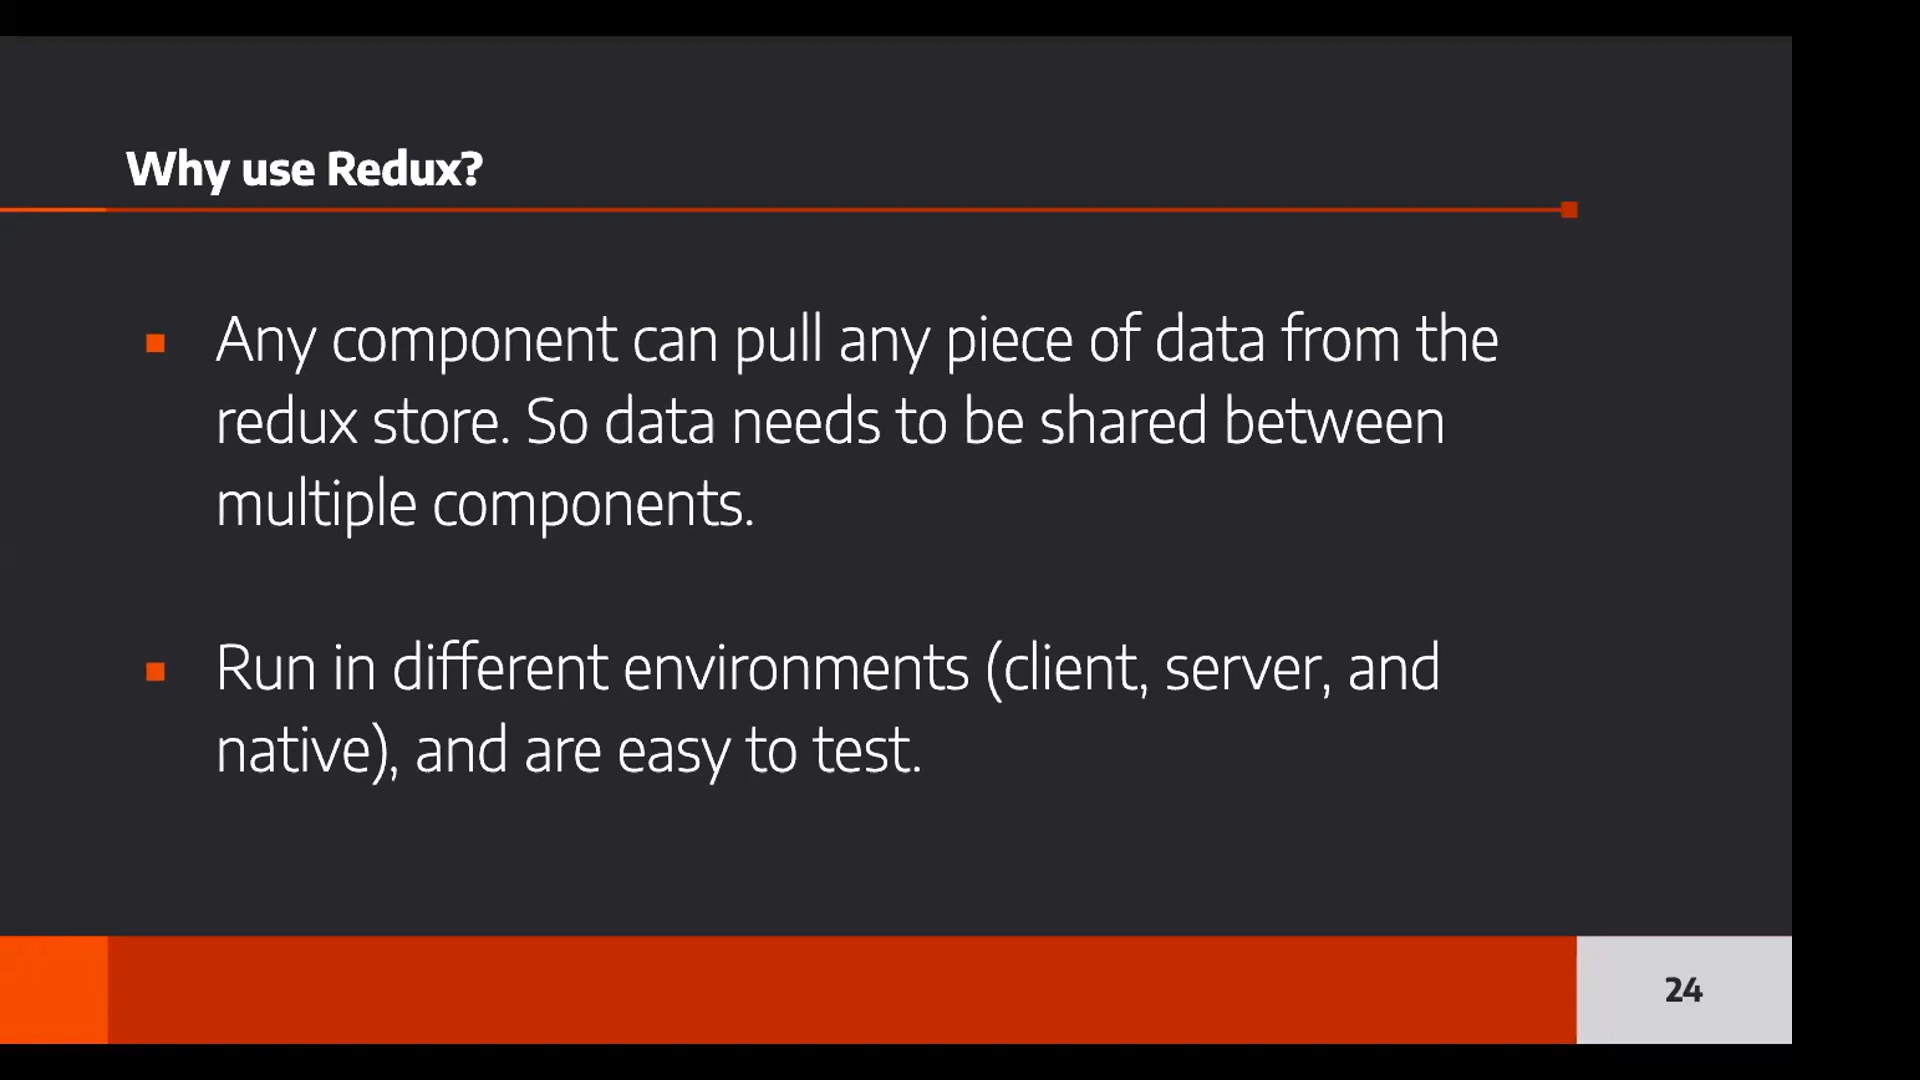 Why use Redux?
Any component can pull any piece of data from the
redux store. So data needs to be shared between
multiple components.
Run in different environments (client, server, and
native), and are easy to test.
24